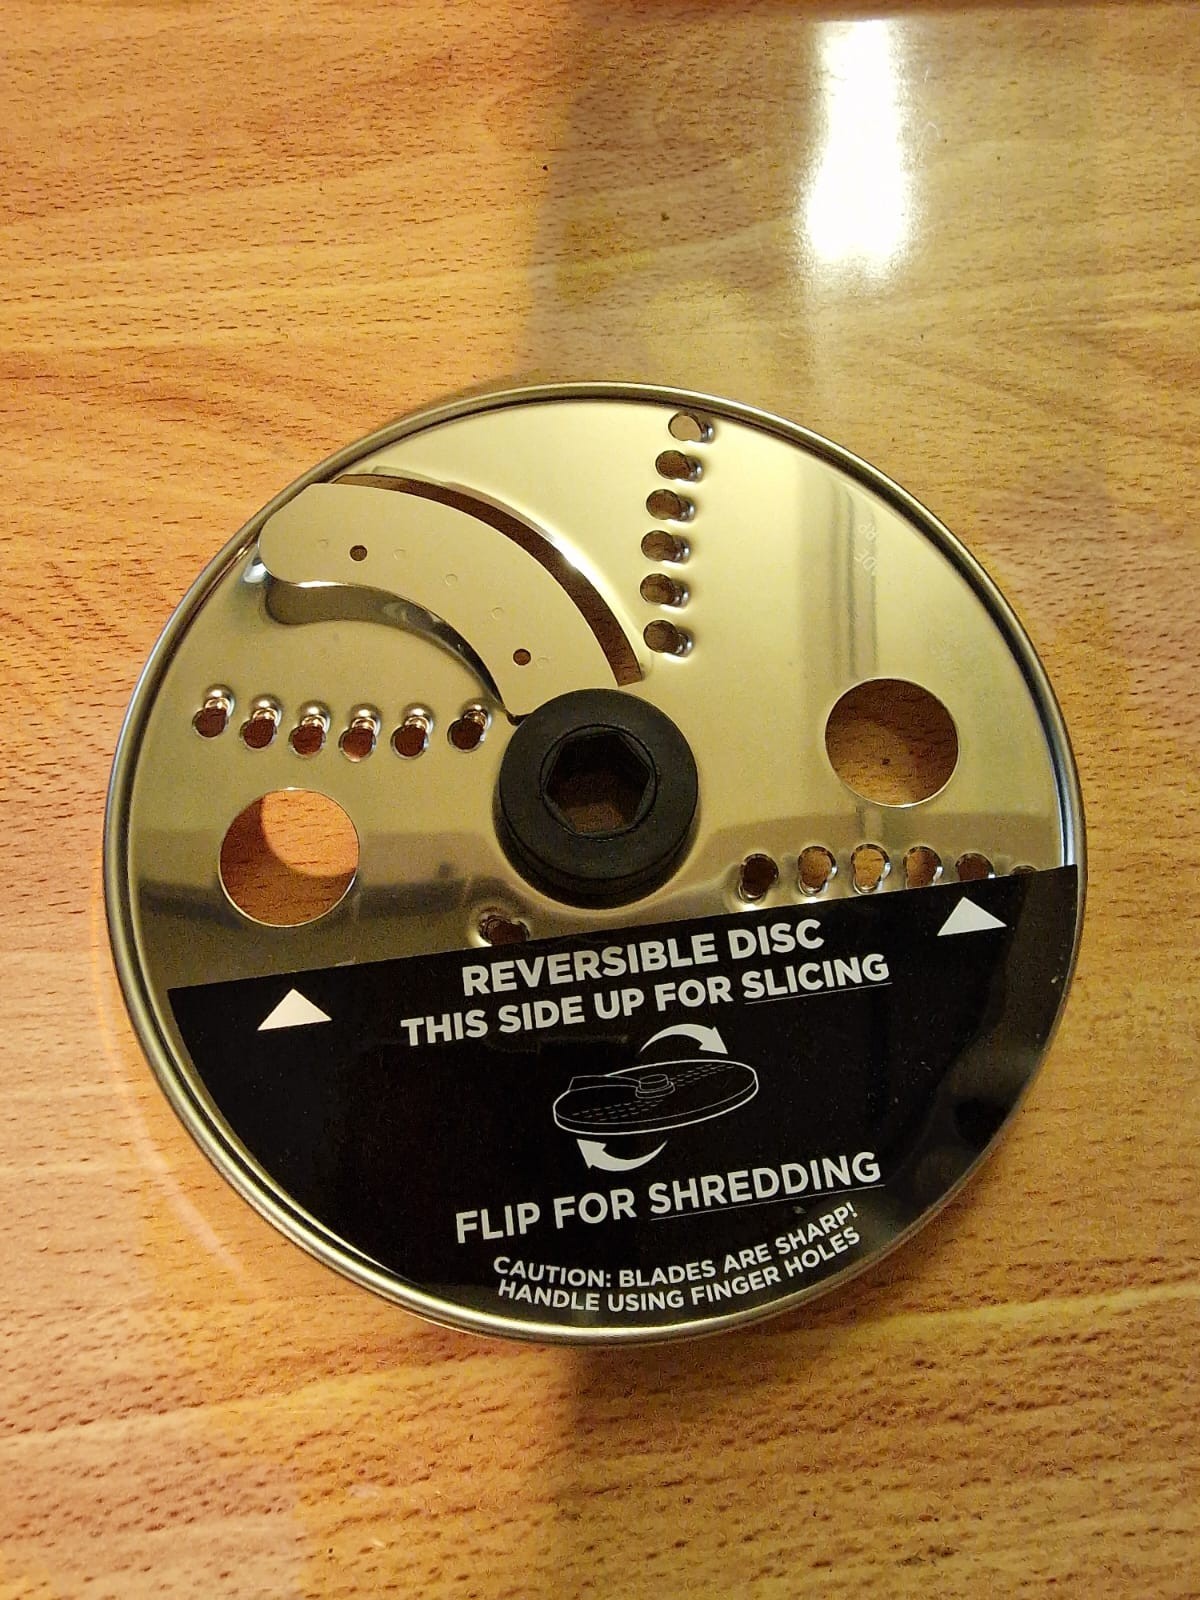 REVERSIBLE DISC
THIS SIDE UP FOR SLICING
FLIP FOR SHREDDING
CAUTION: BLADES ARE SHARP!
HANDLE USING FINGER HOLES